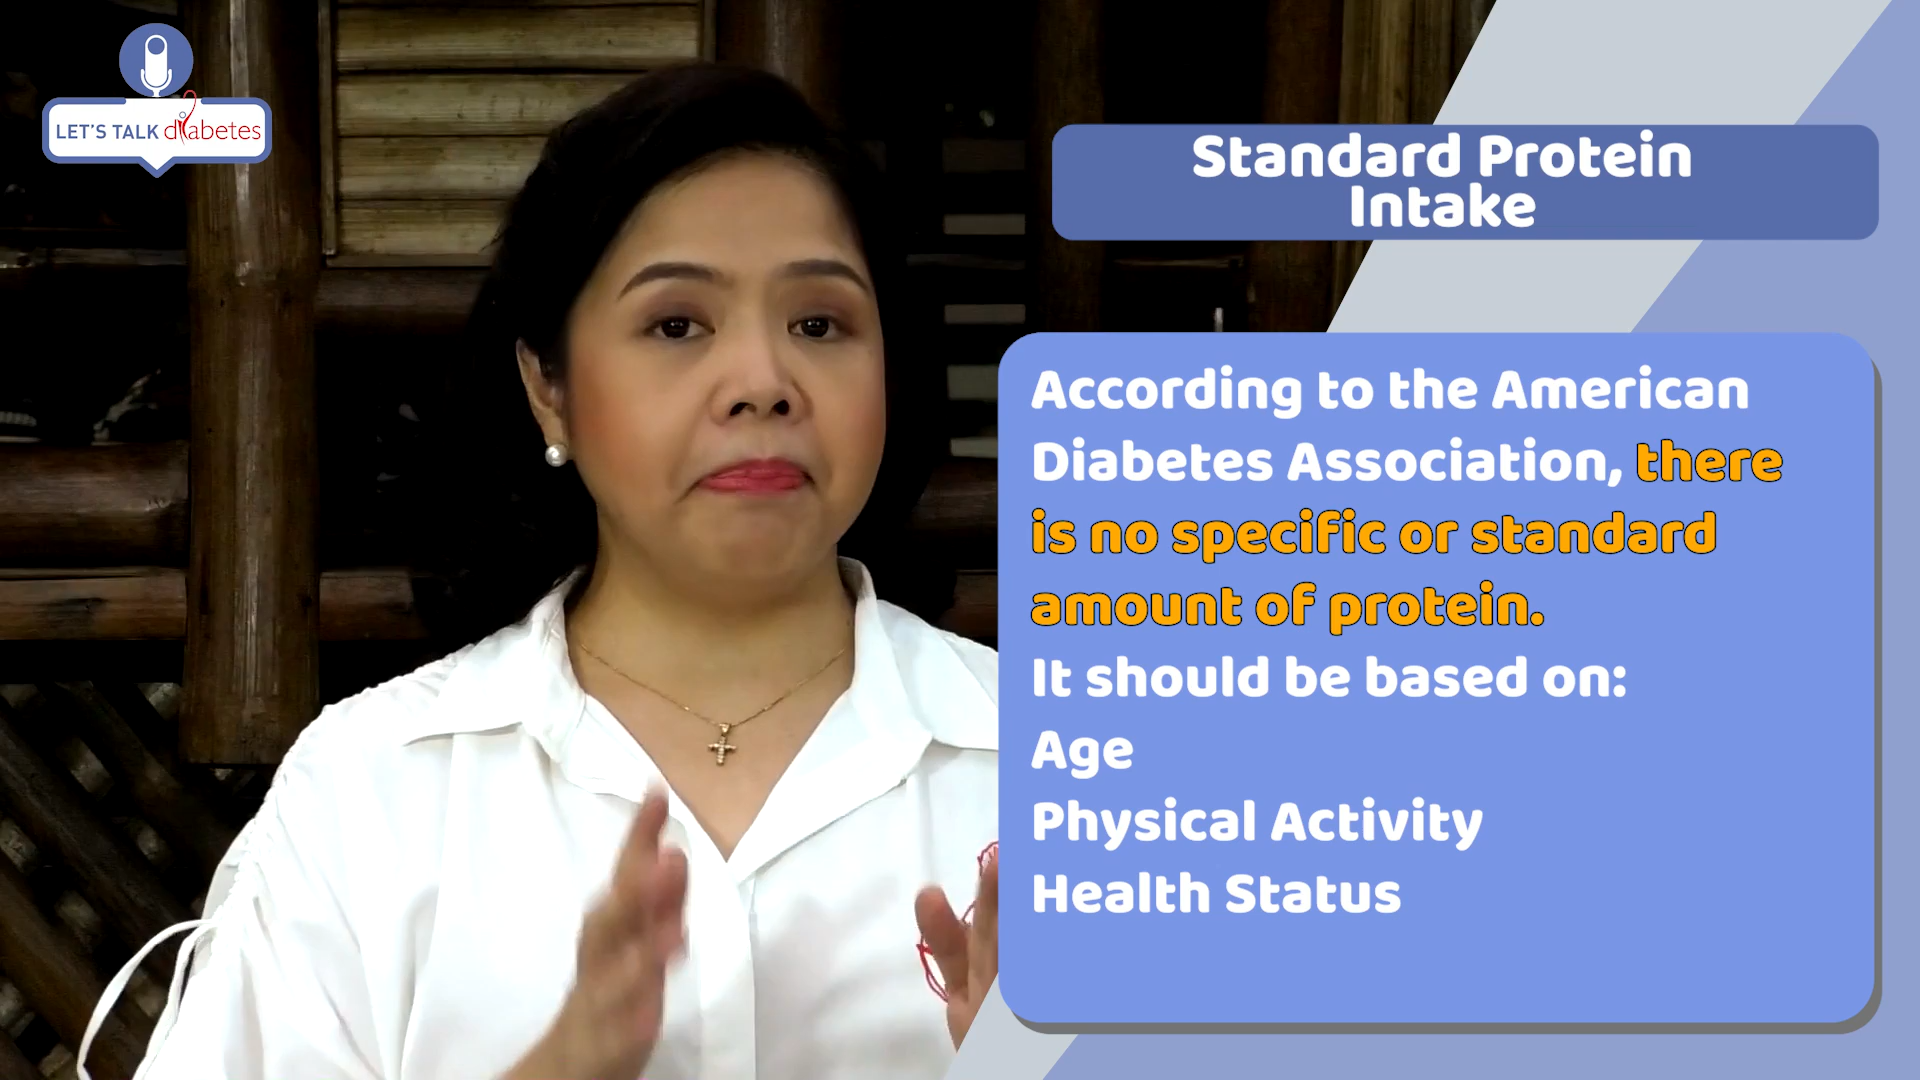 LET'S TALK diabetes
Standard Protein
Intake
According to the American
Diabetes Association, there
is no specific or standard
amount of protein.
It should be based on:
Age
Physical Activity
Health Status